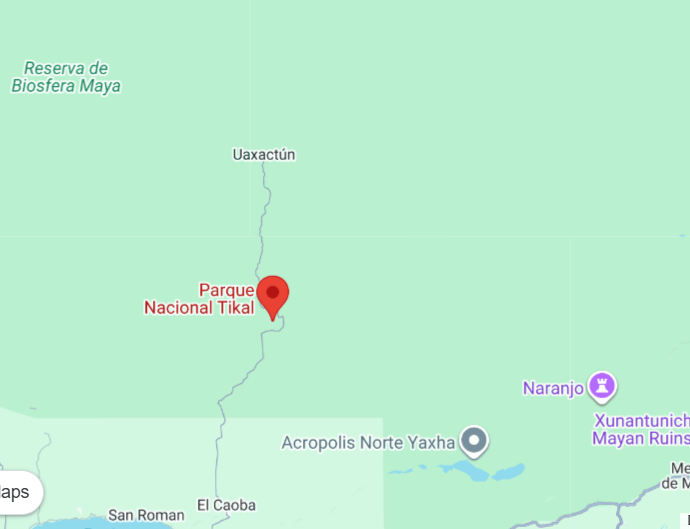 Reserva de
Biosfera Maya
Uaxactún
Parque
Nacional Tikal
Naranjo
Xunantunich
Mayan Ruins
Acropolis Norte Yaxha
Me
de M
aps
El Caoba
San Roman